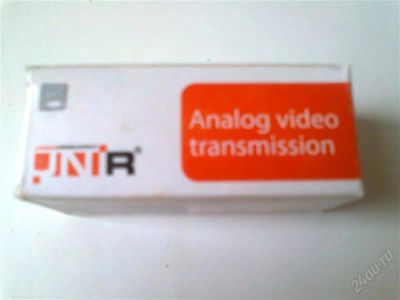 Analog video
transmission
JNTR®
24au.ru